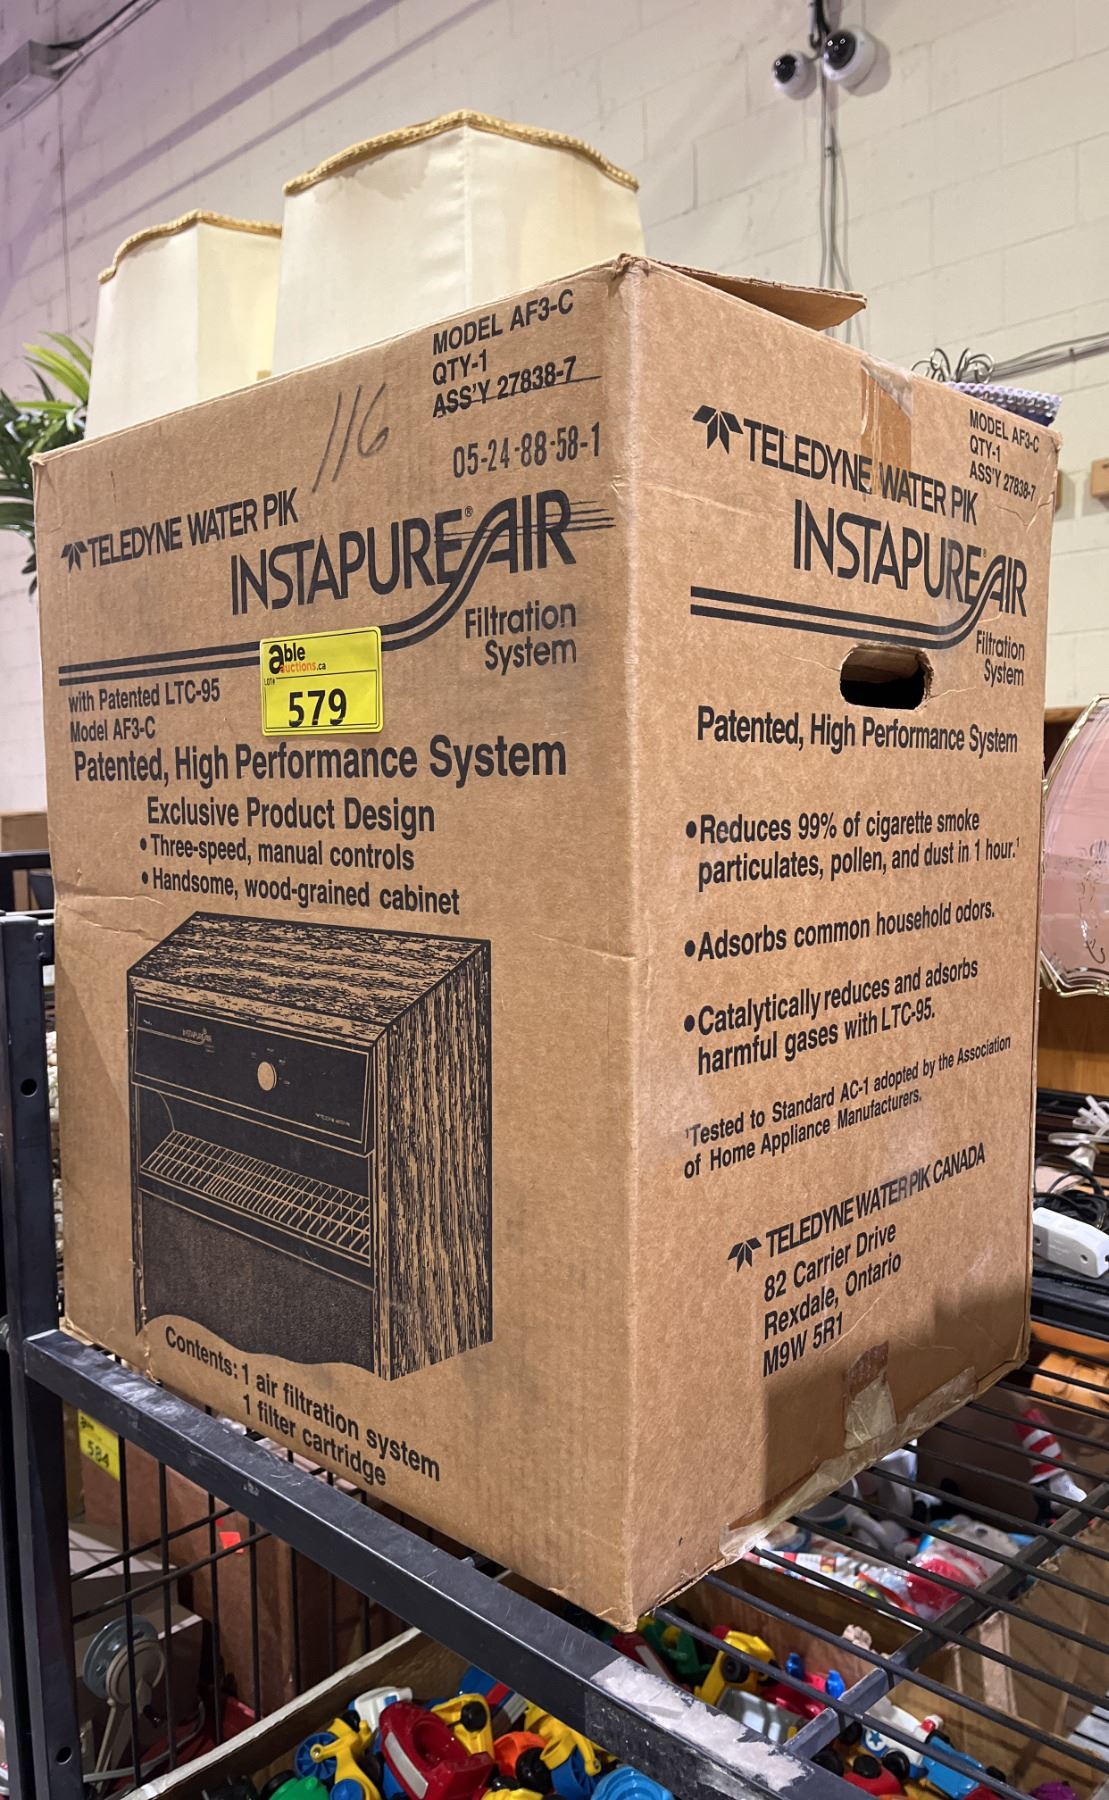 MODEL AF3-C
QTY-1
ASS'Y 27838-7
116
05-24-88-58-1
TELEDYNE WATER PIK
INSTAPURE® AIR
Filtration
System
able
auctions.ca
LOT#
579
with Patented LTC-95
Model AF3-C
Patented, High Performance System
Exclusive Product Design
• Three-speed, manual controls
• Handsome, wood-grained cabinet
INSTAPURE
Contents: 1 air filtration system
1 filter cartridge
MODEL AF3-C
QTY-1
ASS'Y 27838-7
TELEDYNE WATER PIK
INSTAPURE® AIR
Filtration
System
Patented, High Performance System
• Reduces 99% of cigarette smoke
particulates, pollen, and dust in 1 hour.¹
• Adsorbs common household odors.
• Catalytically reduces and adsorbs
harmful gases with LTC-95.
¹Tested to Standard AC-1 adopted by the Association
of Home Appliance Manufacturers.
TELEDYNE WATER PIK CANADA
82 Carrier Drive
Rexdale, Ontario
M9W 5R1
584